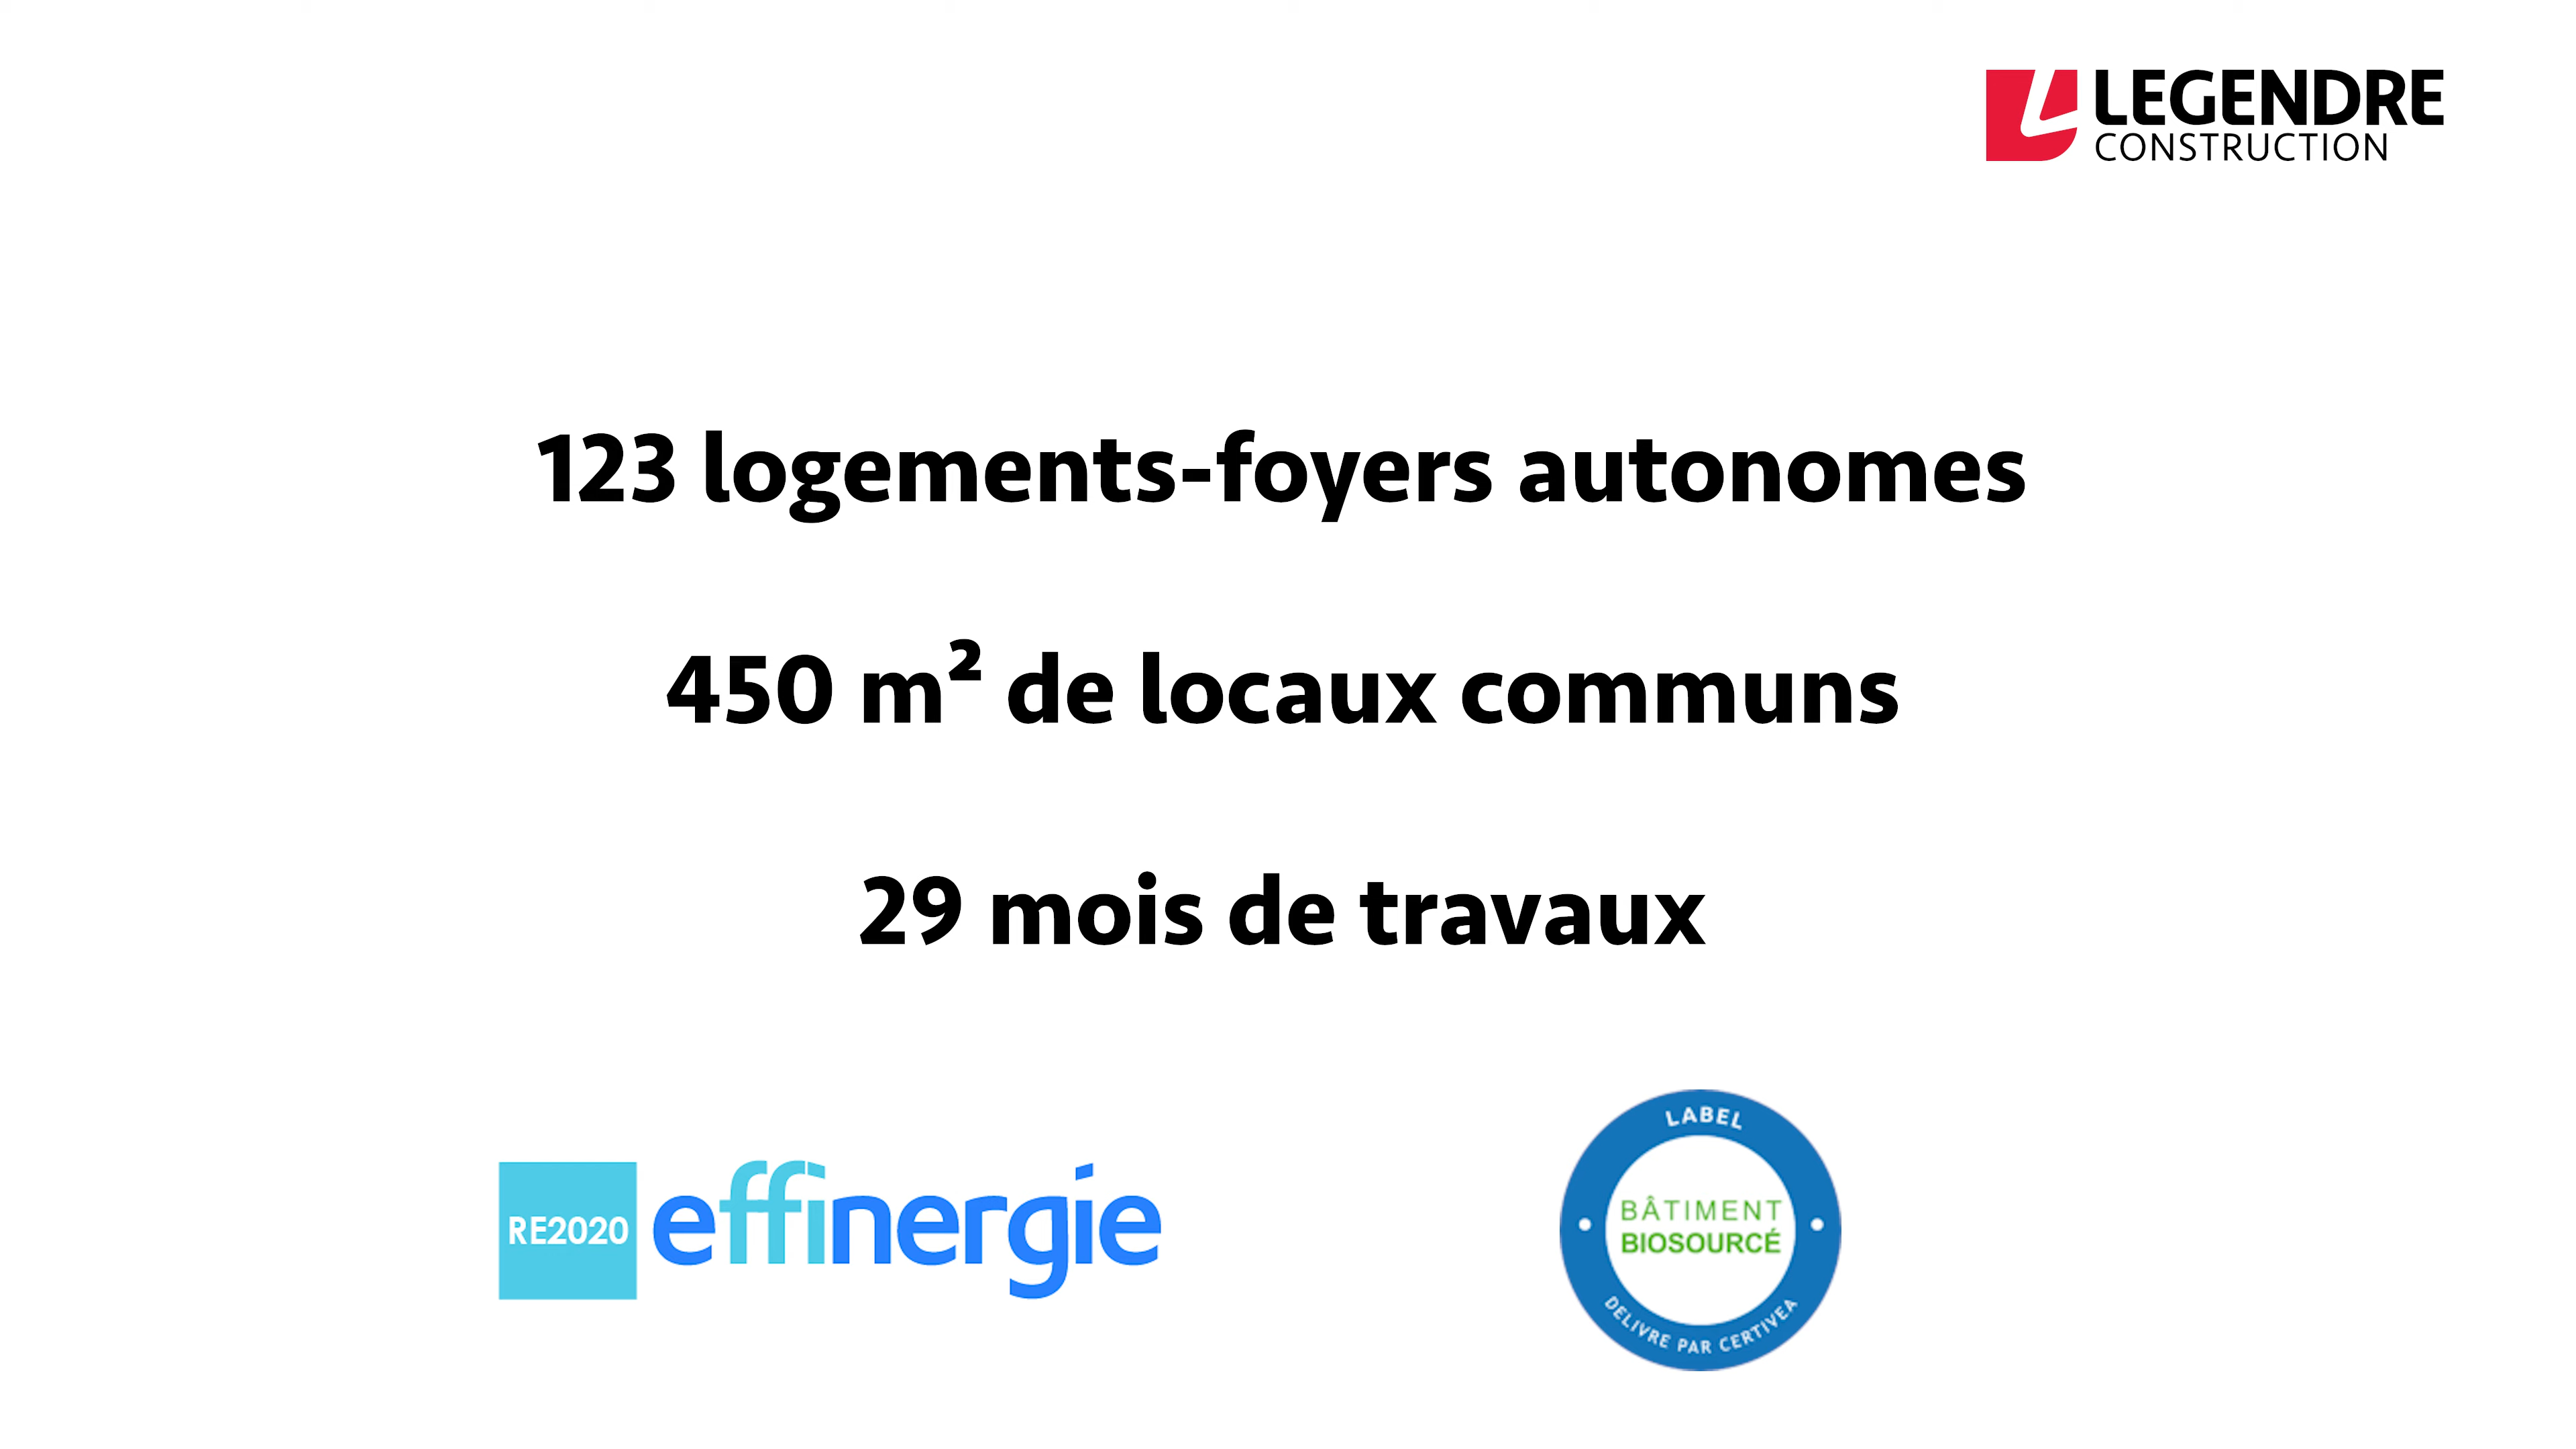 LEGENDRE
CONSTRUCTION
123 logements-foyers autonomes
450 m² de locaux communs
29 mois de travaux
RE2020 effinergie
LABEL
BÂTIMENT
BIOSOURCÉ
DELIVRE PAR CERTIVEA